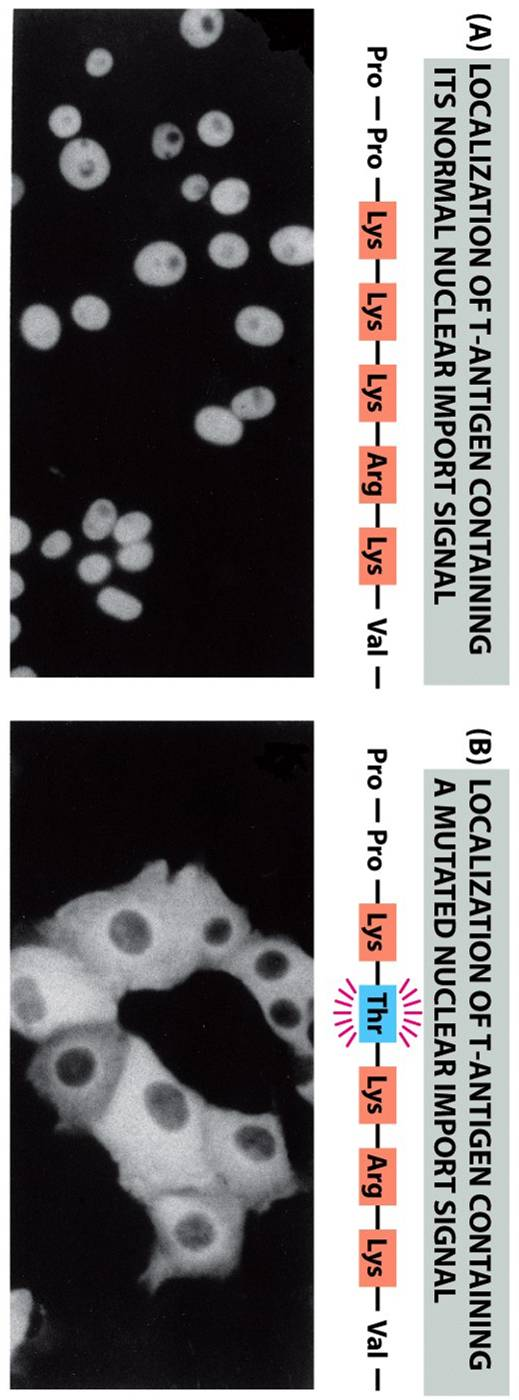 (A) LOCALIZATION OF T-ANTIGEN CONTAINING
ITS NORMAL NUCLEAR IMPORT SIGNAL
Pro — Pro — Lys — Lys — Lys — Arg — Lys — Val —
(B) LOCALIZATION OF T-ANTIGEN CONTAINING
A MUTATED NUCLEAR IMPORT SIGNAL
Pro — Pro — Lys — Thr — Lys — Arg — Lys — Val —